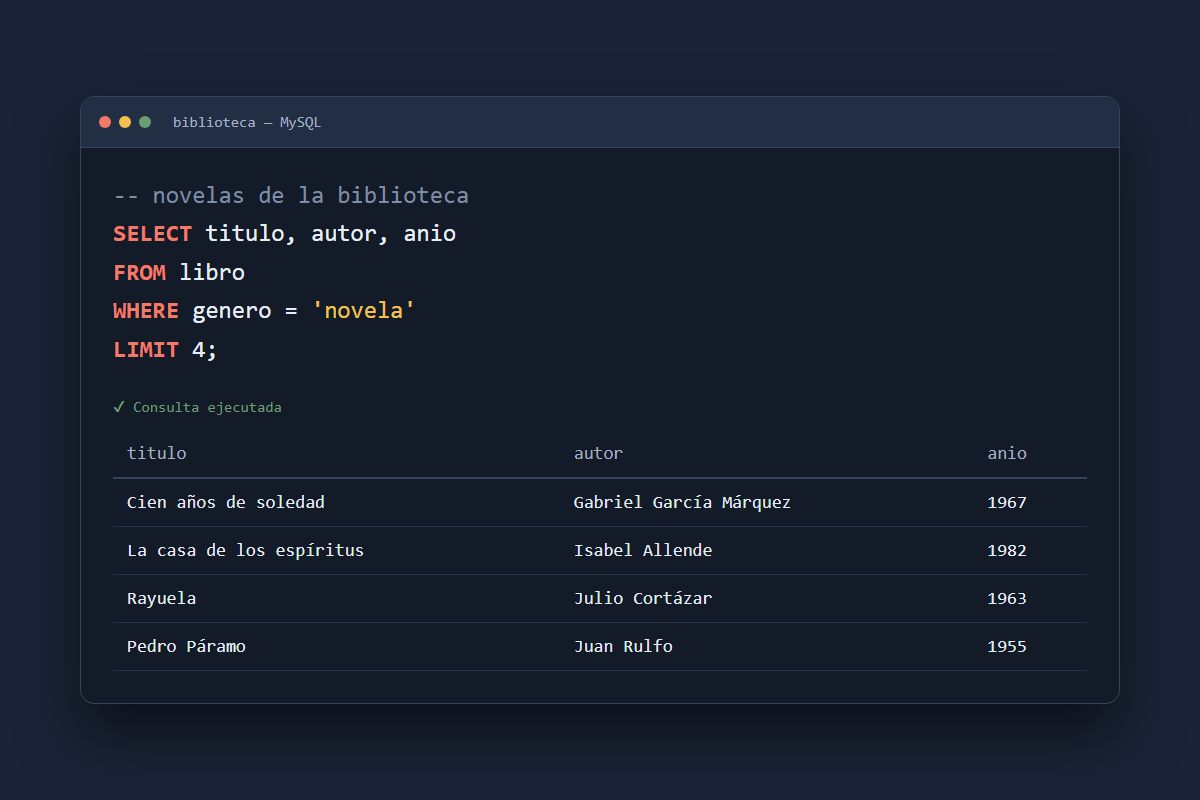 biblioteca — MySQL
-- novelas de la biblioteca
SELECT titulo, autor, anio
FROM libro
WHERE genero = 'novela'
LIMIT 4;
✓ Consulta ejecutada
titulo autor anio
Cien años de soledad Gabriel García Márquez 1967
La casa de los espíritus Isabel Allende 1982
Rayuela Julio Cortázar 1963
Pedro Páramo Juan Rulfo 1955